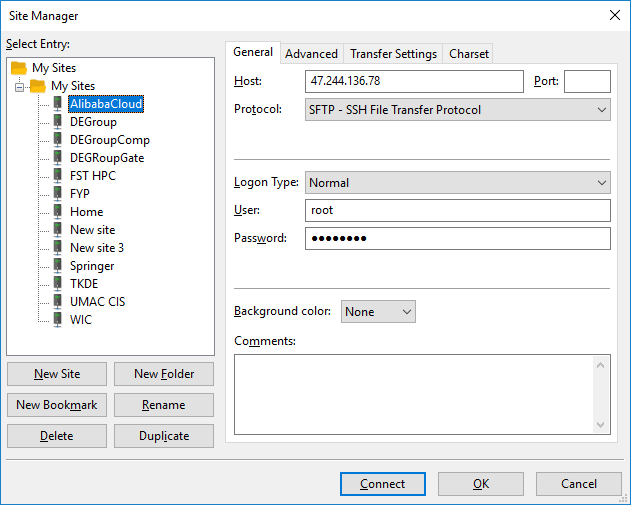 Site Manager
Select Entry:
My Sites
My Sites
AlibabaCloud
DEGroup
DEGroupComp
DEGRoupGate
FST HPC
FYP
Home
New site
New site 3
Springer
TKDE
UMAC CIS
WIC
New Site
New Folder
New Bookmark
Rename
Delete
Duplicate
General
Advanced
Transfer Settings
Charset
Host:
47.244.136.78
Port:
Protocol:
SFTP - SSH File Transfer Protocol
Logon Type:
Normal
User:
root
Password:
●●●●●●●●
Background color:
None
Comments:
Connect
OK
Cancel